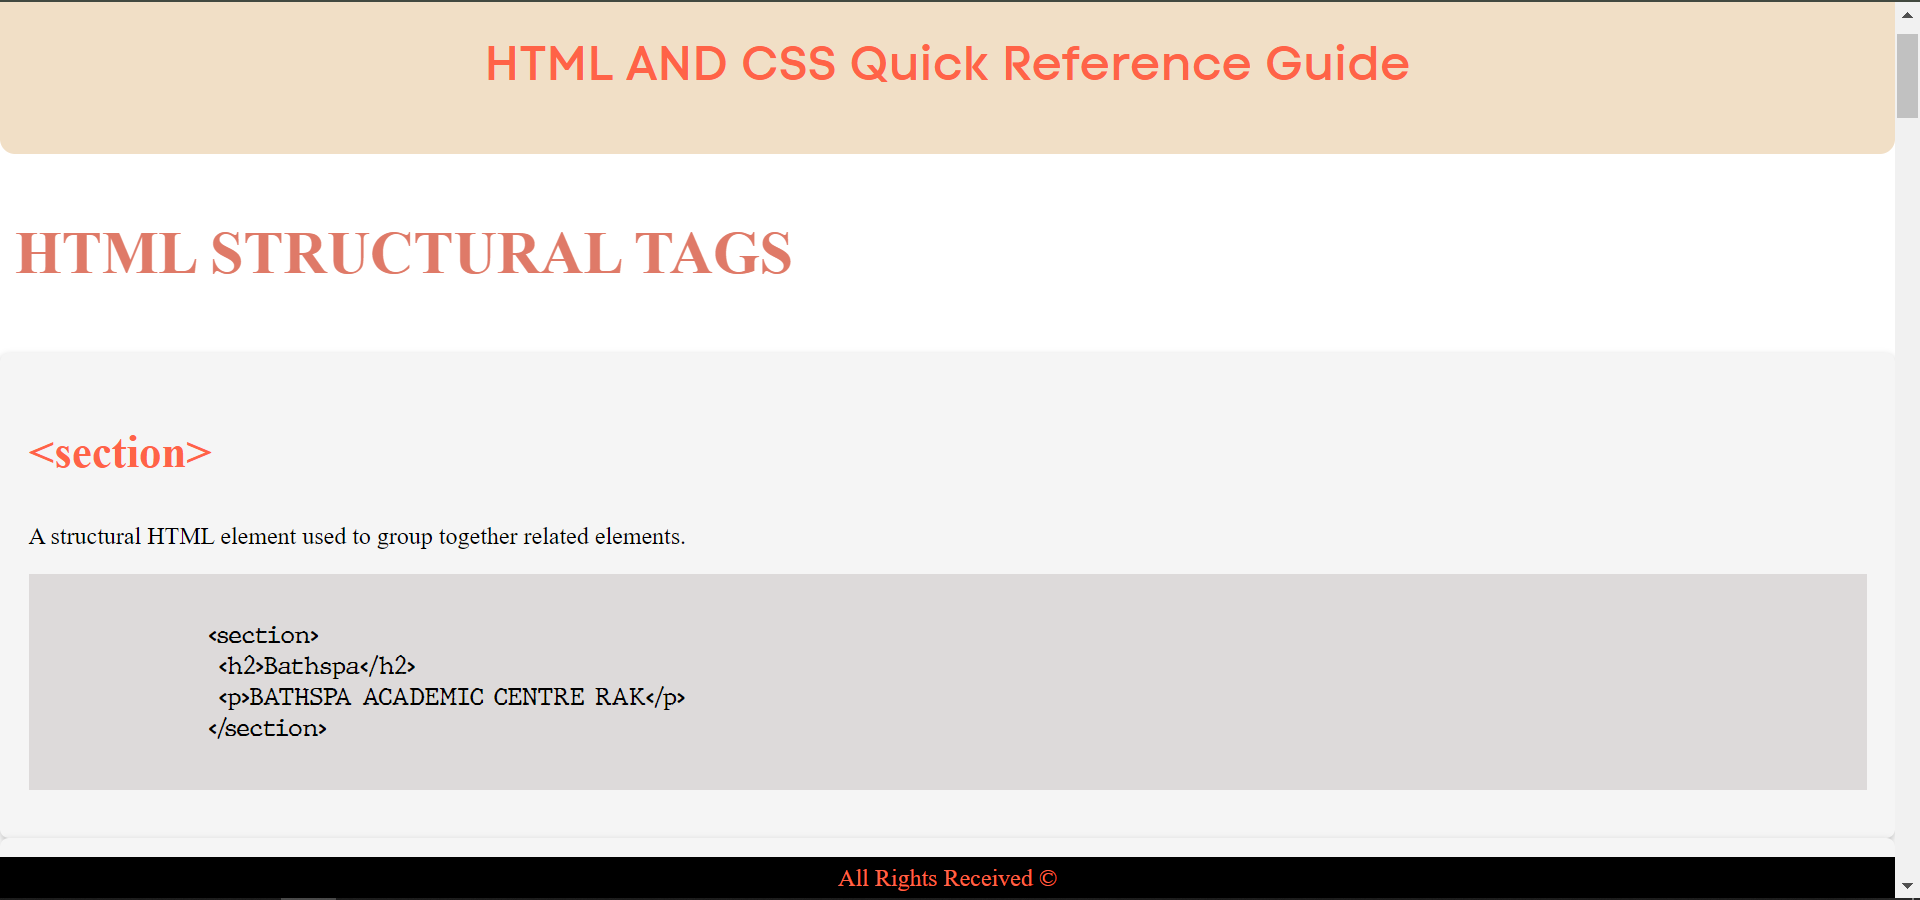 HTML AND CSS Quick Reference Guide
HTML STRUCTURAL TAGS
<section>
A structural HTML element used to group together related elements.
<section>
<h2>Bathspa</h2>
<p>BATHSPA ACADEMIC CENTRE RAK</p>
</section>
All Rights Received ©